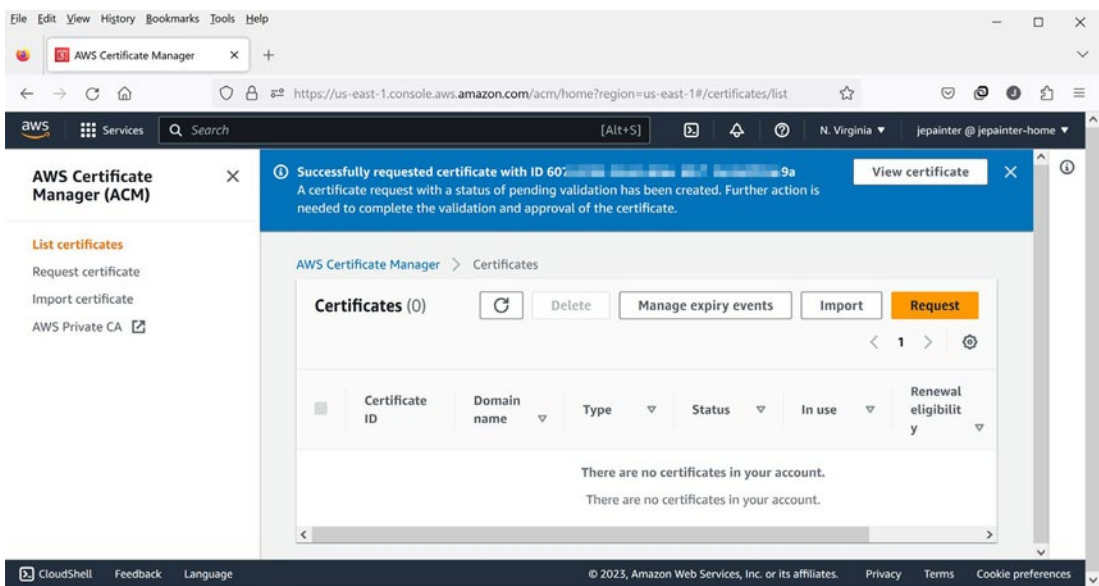 File Edit View History Bookmarks Tools Help
AWS Certificate Manager
https://us-east-1.console.aws.amazon.com/acm/home?region=us-east-1#/certificates/list
aws Services Search [Alt+S] N. Virginia jepainter @ jepainter-home
AWS Certificate
Manager (ACM)
List certificates
Request certificate
Import certificate
AWS Private CA
Successfully requested certificate with ID 607 9a
A certificate request with a status of pending validation has been created. Further action is
needed to complete the validation and approval of the certificate.
View certificate
AWS Certificate Manager > Certificates
Certificates (0) Delete Manage expiry events Import Request
1
Certificate
ID
Domain
name
Type
Status
In use
Renewal
eligibilit
y
There are no certificates in your account.
There are no certificates in your account.
CloudShell Feedback Language © 2023, Amazon Web Services, Inc. or its affiliates. Privacy Terms Cookie preferences